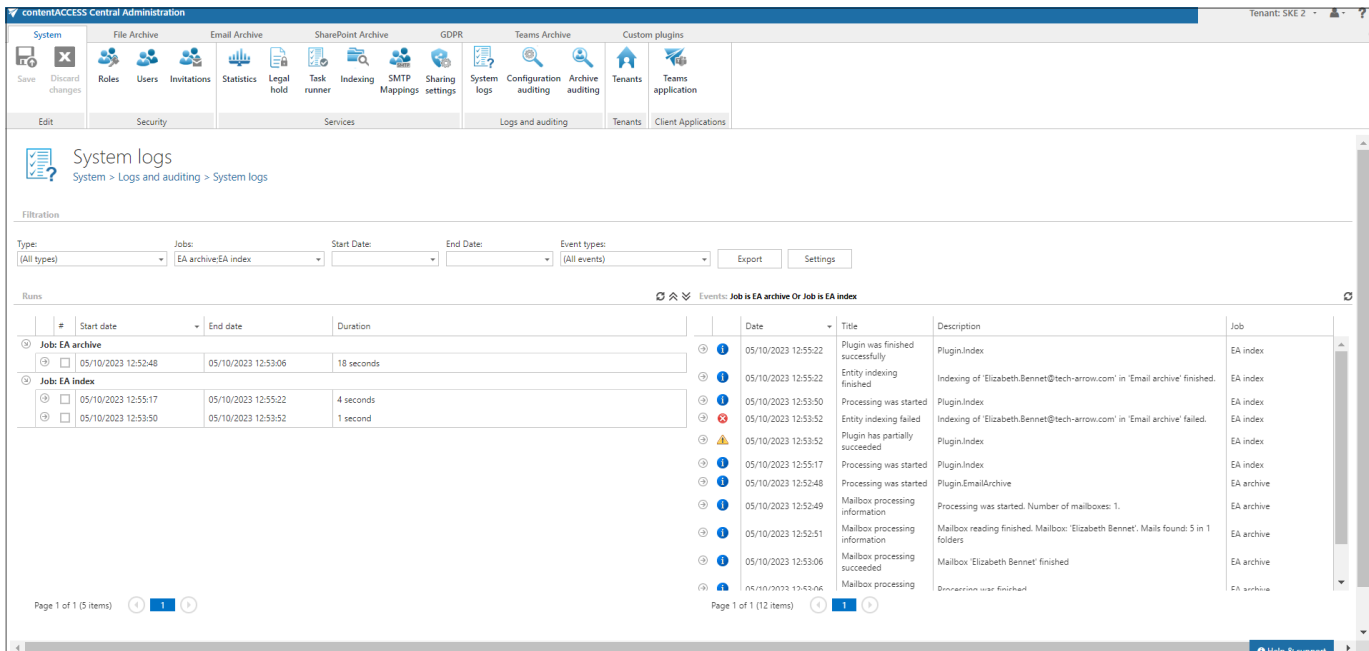 contentACCESS Central Administration
Tenant: SKE 2
?
System File Archive Email Archive SharePoint Archive GDPR Teams Archive Custom plugins
Save Discard changes Roles Users Invitations Statistics Legal hold Task runner Indexing SMTP Mappings Sharing settings System logs Configuration auditing Archive auditing Tenants Teams application
Edit Security Services Logs and auditing Tenants Client Applications
System logs
System > Logs and auditing > System logs
Filtration
Type: Jobs: Start Date: End Date: Event types:
(All types) EA archive;EA index (All events) Export Settings
Runs
# Start date End date Duration
Job: EA archive
05/10/2023 12:52:48 05/10/2023 12:53:06 18 seconds
Job: EA index
05/10/2023 12:55:17 05/10/2023 12:55:22 4 seconds
05/10/2023 12:53:50 05/10/2023 12:53:52 1 second
Page 1 of 1 (5 items) 1
Events: Job is EA archive Or Job is EA index
Date Title Description Job
05/10/2023 12:55:22 Plugin was finished successfully Plugin.Index EA index
05/10/2023 12:55:22 Entity indexing finished Indexing of 'Elizabeth.Bennet@tech-arrow.com' in 'Email archive' finished. EA index
05/10/2023 12:53:50 Processing was started Plugin.Index EA index
05/10/2023 12:53:52 Entity indexing failed Indexing of 'Elizabeth.Bennet@tech-arrow.com' in 'Email archive' failed. EA index
05/10/2023 12:53:52 Plugin has partially succeeded Plugin.Index EA index
05/10/2023 12:55:17 Processing was started Plugin.Index EA index
05/10/2023 12:52:48 Processing was started Plugin.EmailArchive EA archive
05/10/2023 12:52:49 Mailbox processing information Processing was started. Number of mailboxes: 1. EA archive
05/10/2023 12:52:51 Mailbox processing information Mailbox reading finished. Mailbox: 'Elizabeth Bennet'. Mails found: 5 in 1 folders EA archive
05/10/2023 12:53:06 Mailbox processing succeeded Mailbox 'Elizabeth Bennet' finished EA archive
05/10/2023 12:53:06 Mailbox processing Processing was finished EA archive
Page 1 of 1 (12 items) 1
Help & support